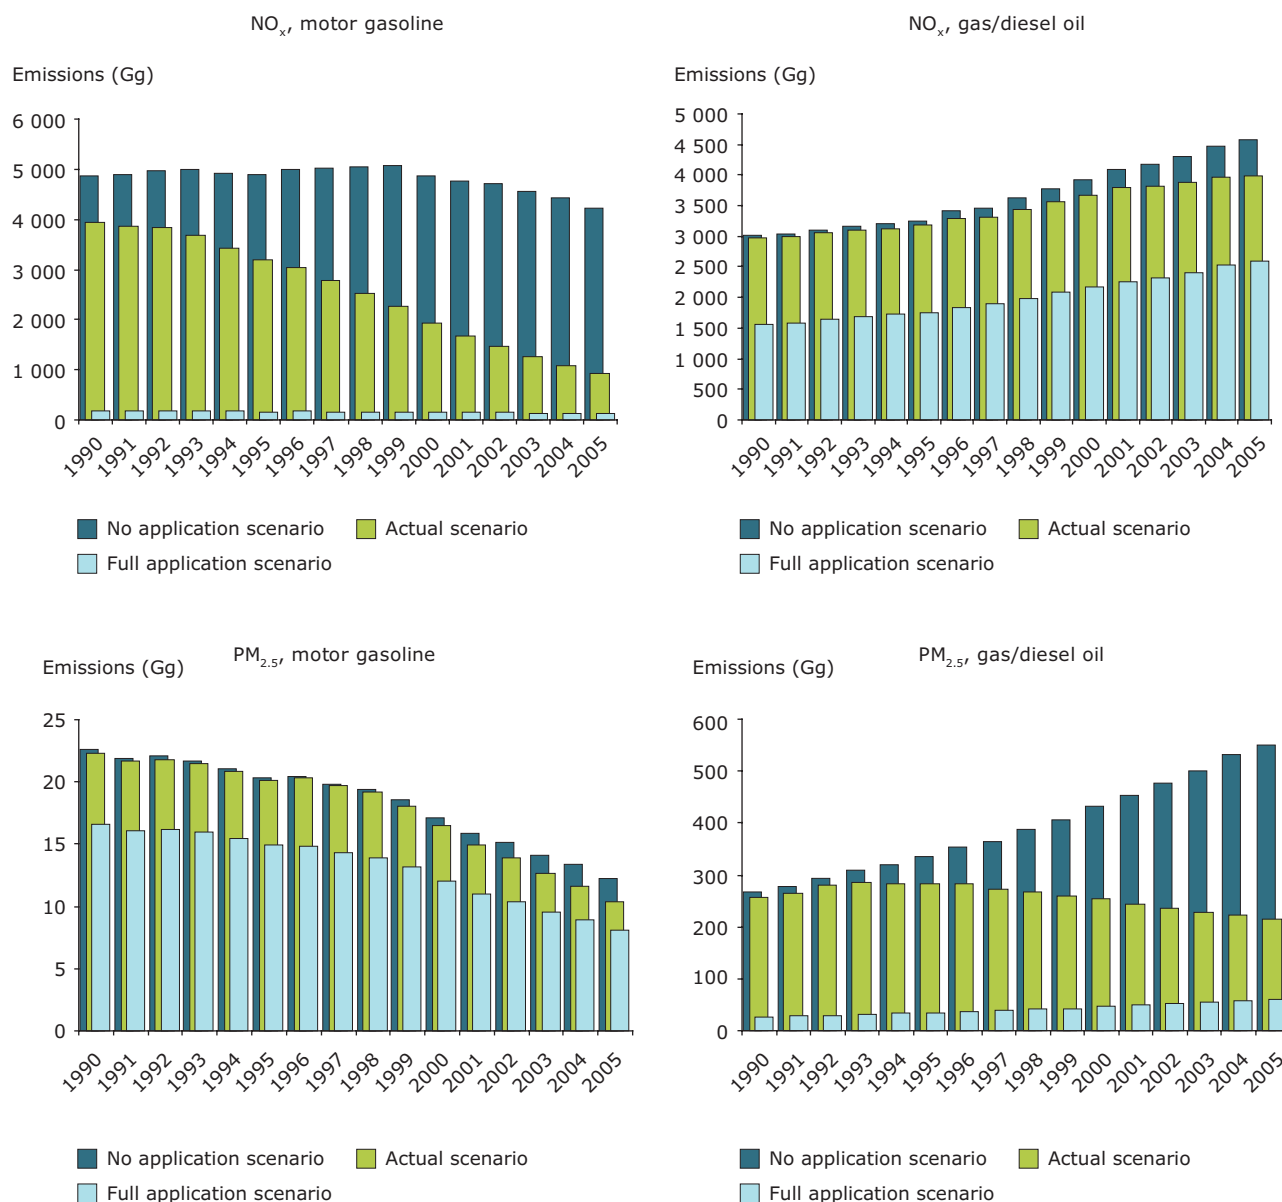 NOx, motor gasoline
Emissions (Gg)
6 000
5 000
4 000
3 000
2 000
1 000
0
1990 1991 1992 1993 1994 1995 1996 1997 1998 1999 2000 2001 2002 2003 2004 2005
No application scenario Actual scenario
Full application scenario
NOx, gas/diesel oil
Emissions (Gg)
5 000
4 500
4 000
3 500
3 000
2 500
2 000
1 500
1 000
500
0
1990 1991 1992 1993 1994 1995 1996 1997 1998 1999 2000 2001 2002 2003 2004 2005
No application scenario Actual scenario
Full application scenario
PM2.5, motor gasoline
Emissions (Gg)
25
20
15
10
5
0
1990 1991 1992 1993 1994 1995 1996 1997 1998 1999 2000 2001 2002 2003 2004 2005
No application scenario Actual scenario
Full application scenario
PM2.5, gas/diesel oil
Emissions (Gg)
600
500
400
300
200
100
0
1990 1991 1992 1993 1994 1995 1996 1997 1998 1999 2000 2001 2002 2003 2004 2005
No application scenario Actual scenario
Full application scenario